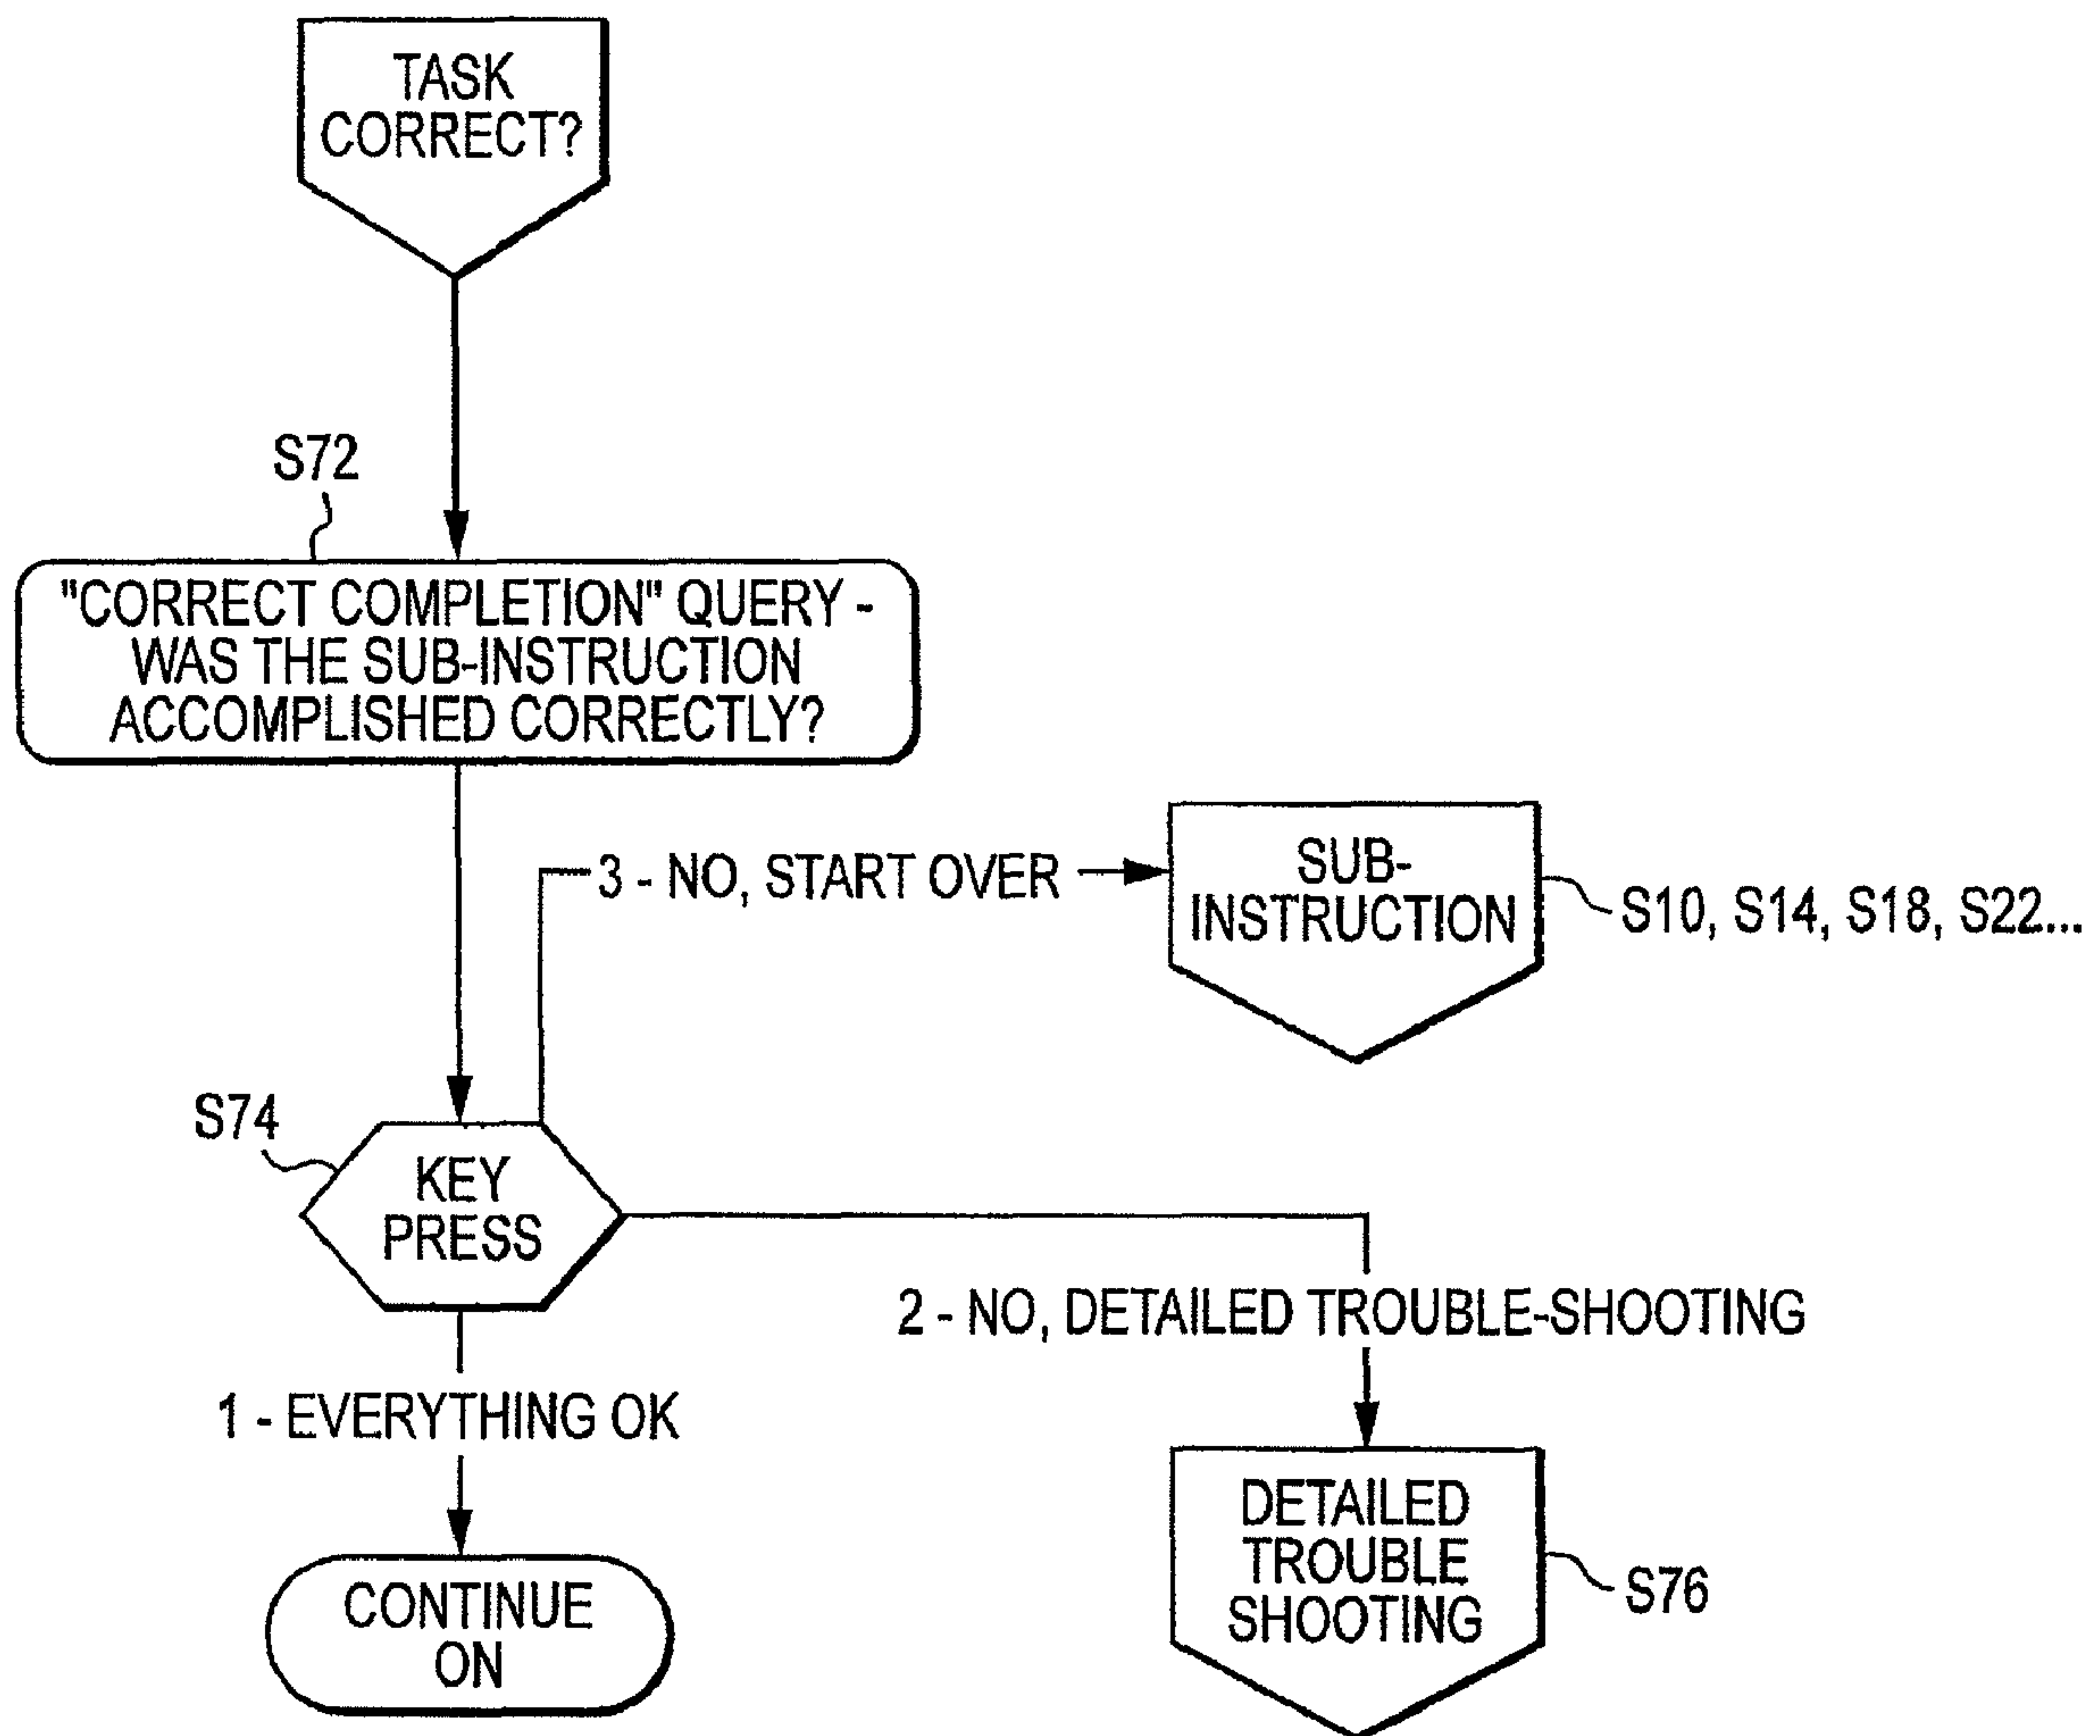 TASK
CORRECT?
S72
"CORRECT COMPLETION" QUERY -
WAS THE SUB-INSTRUCTION
ACCOMPLISHED CORRECTLY?
3 - NO, START OVER
SUB-
INSTRUCTION
S10, S14, S18, S22...
S74
KEY
PRESS
2 - NO, DETAILED TROUBLE-SHOOTING
1 - EVERYTHING OK
DETAILED
TROUBLE
SHOOTING
S76
CONTINUE
ON